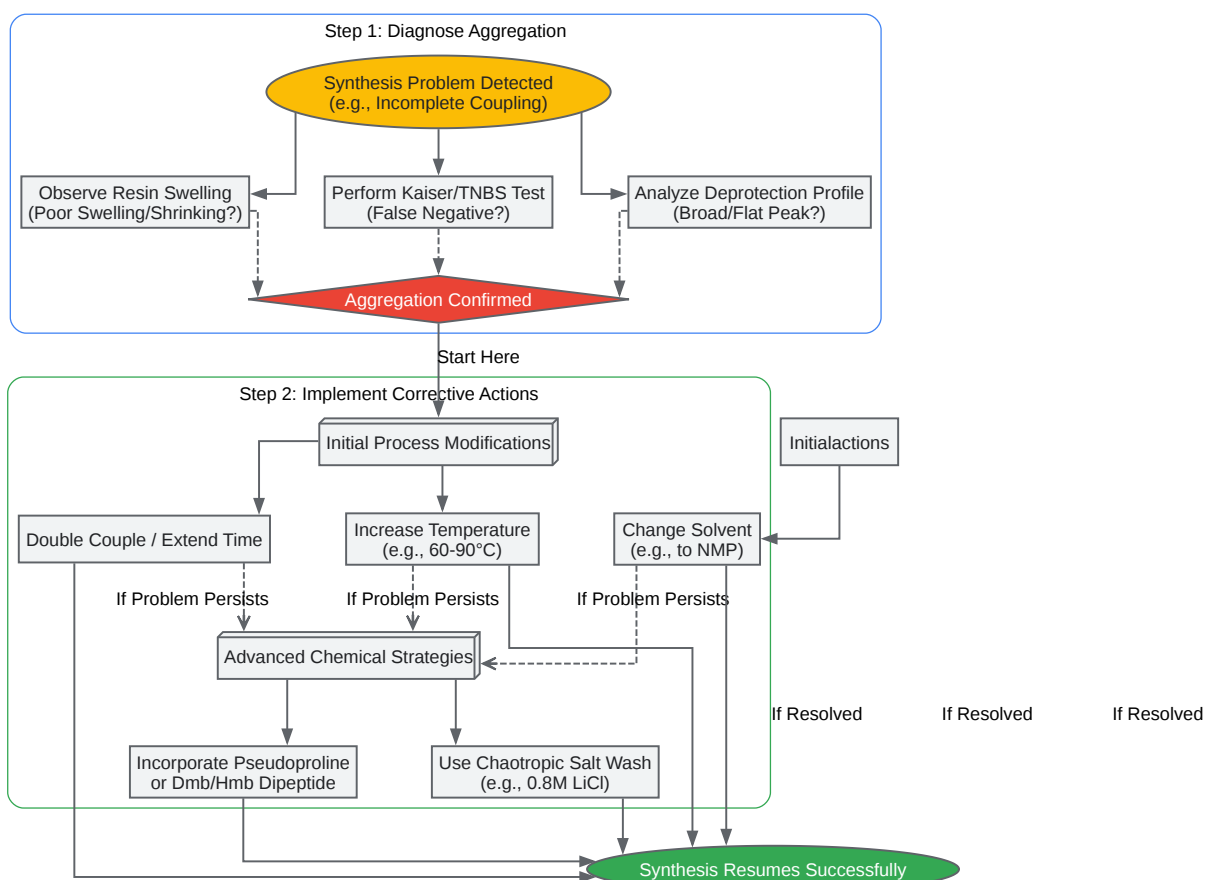 Step 1: Diagnose Aggregation
Synthesis Problem Detected
(e.g., Incomplete Coupling)
Observe Resin Swelling
(Poor Swelling/Shrinking?)
Perform Kaiser/TNBS Test
(False Negative?)
Analyze Deprotection Profile
(Broad/Flat Peak?)
Aggregation Confirmed
Start Here
Step 2: Implement Corrective Actions
Initial Process Modifications
Initialactions
Double Couple / Extend Time
Increase Temperature
(e.g., 60-90°C)
Change Solvent
(e.g., to NMP)
If Problem Persists
If Problem Persists
If Problem Persists
Advanced Chemical Strategies
If Resolved
If Resolved
If Resolved
Incorporate Pseudoproline
or Dmb/Hmb Dipeptide
Use Chaotropic Salt Wash
(e.g., 0.8M LiCl)
Synthesis Resumes Successfully